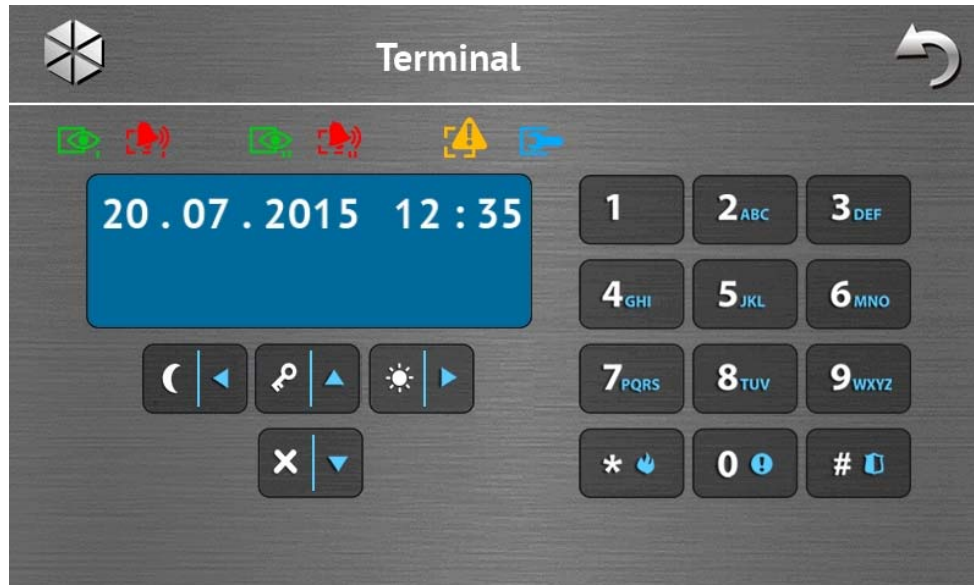 Terminal
20.07.2015 12:35
1 2ABC 3DEF
4GHI 5JKL 6MNO
7PQRS 8TUV 9WXYZ
* 0 #